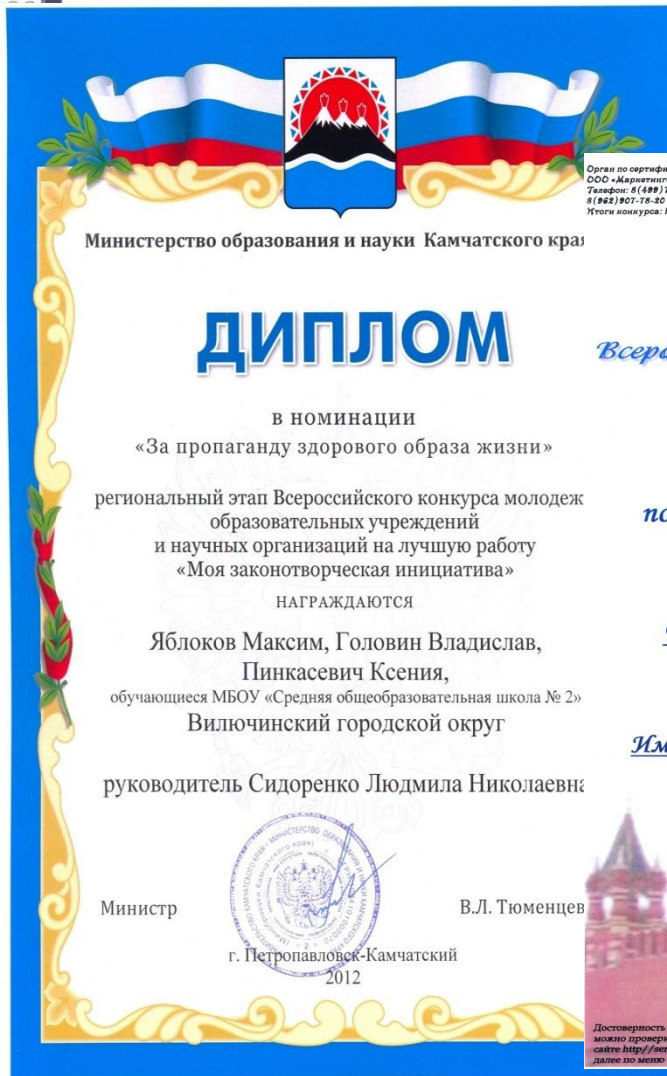 Министерство образования и науки Камчатского края
ДИПЛОМ
в номинации
«За пропаганду здорового образа жизни»
региональный этап Всероссийского конкурса молодеж
образовательных учреждений
и научных организаций на лучшую работу
«Моя законотворческая инициатива»
НАГРАЖДАЮТСЯ
Яблоков Максим, Головин Владислав,
Пинкасевич Ксения,
обучающиеся МБОУ «Средняя общеобразовательная школа № 2»
Вилючинский городской округ
руководитель Сидоренко Людмила Николаевна
Министр В.Л. Тюменцев
г. Петропавловск-Камчатский
2012
Орган по сертифи
ООО «Маркетинг
Телефон: 8(499)7
8(962)907-78-20
Итоги конкурса:
Всеро
по
Им
Достоверность
можно провери
сайте http//ser
далее по меню